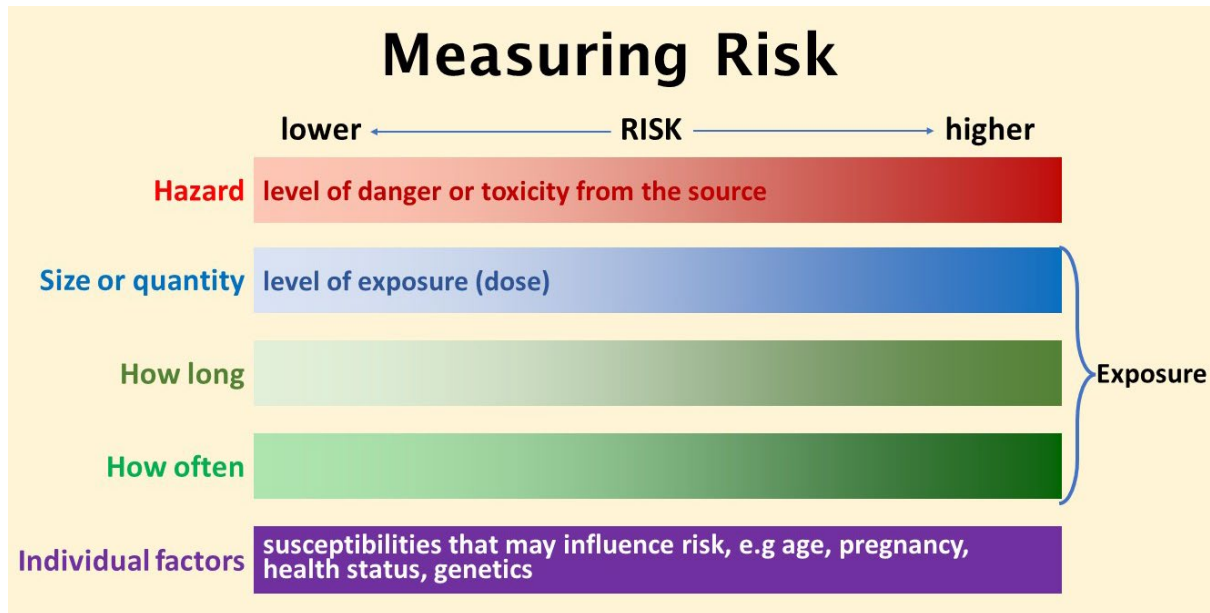 Measuring Risk
lower RISK higher
Hazard level of danger or toxicity from the source
Size or quantity level of exposure (dose)
How long
Exposure
How often
Individual factors susceptibilities that may influence risk, e.g age, pregnancy,
health status, genetics